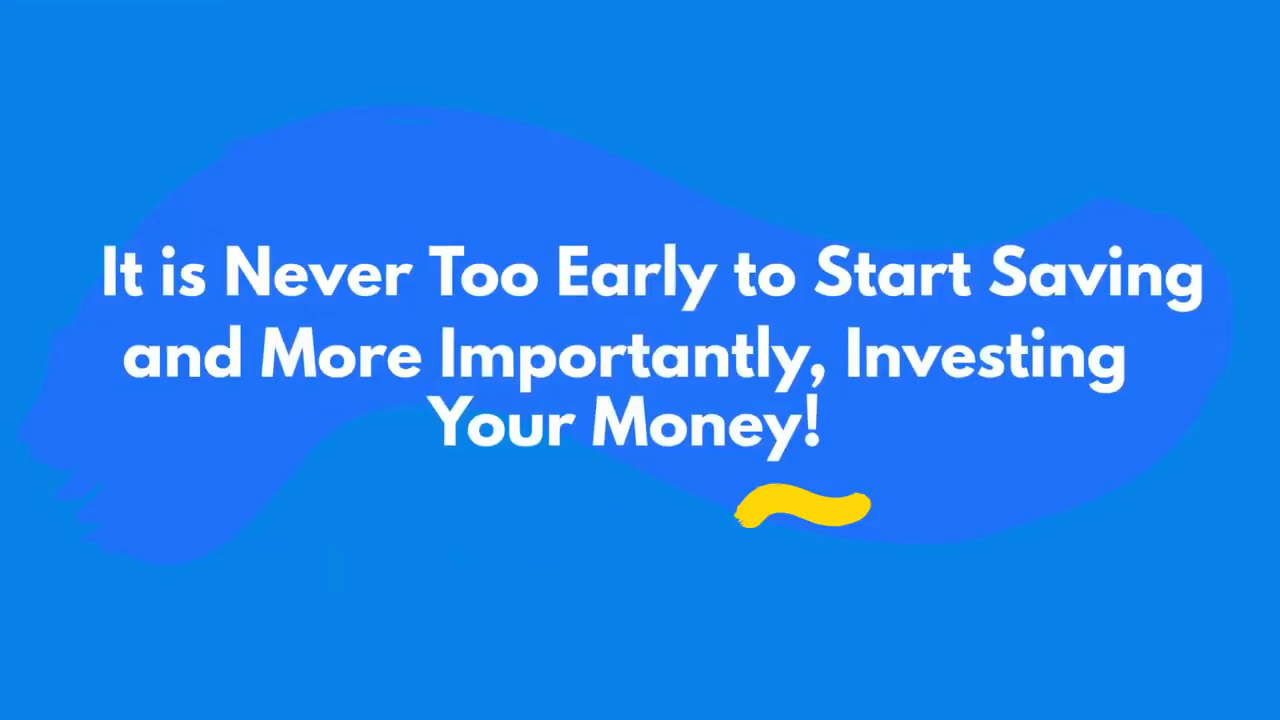 It is Never Too Early to Start Saving
and More Importantly, Investing
Your Money!